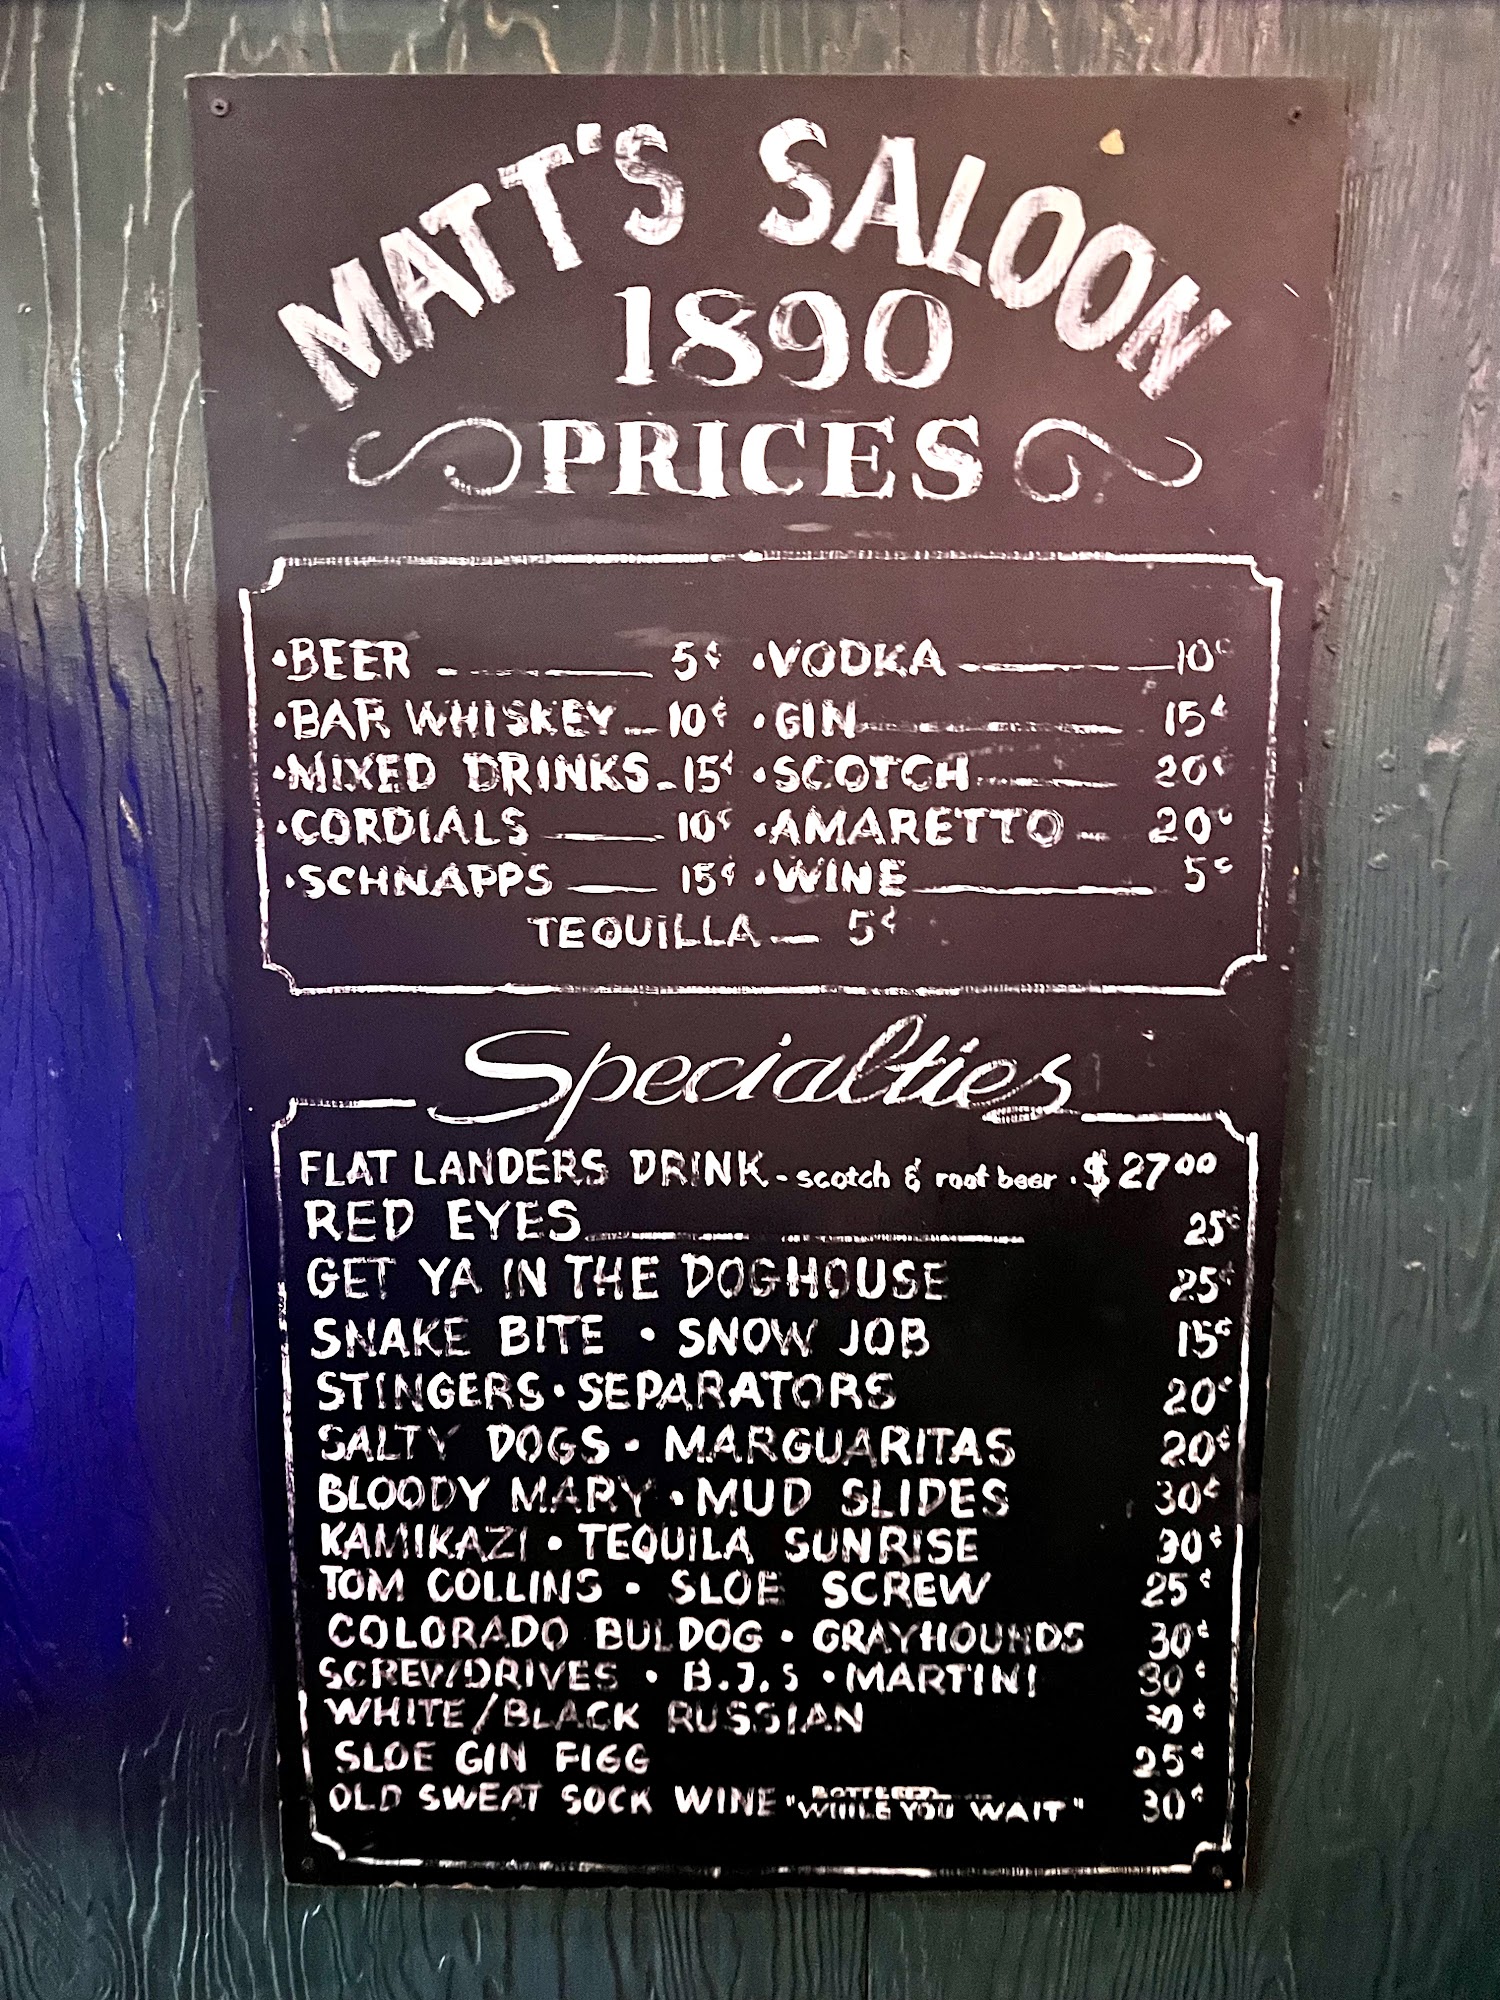 MATT'S SALOON
1890
PRICES
•BEER 5¢ •VODKA 10¢
•BAR WHISKEY 10¢ •GIN 15¢
•MIXED DRINKS 15¢ •SCOTCH 20¢
•CORDIALS 10¢ •AMARETTO 20¢
•SCHNAPPS 15¢ •WINE 5¢
TEQUILLA 5¢
Specialties
FLAT LANDERS DRINK - scotch & root beer . $27⁰⁰
RED EYES 25¢
GET YA IN THE DOGHOUSE 25¢
SNAKE BITE • SNOW JOB 15¢
STINGERS • SEPARATORS 20¢
SALTY DOGS • MARGUARITAS 20¢
BLOODY MARY • MUD SLIDES 30¢
KAMIKAZI • TEQUILA SUNRISE 30¢
TOM COLLINS • SLOE SCREW 25¢
COLORADO BULDOG • GRAYHOUNDS 30¢
SCREWDRIVES • B.J.S • MARTINI 30¢
WHITE/BLACK RUSSIAN 30¢
SLOE GIN FIGG 25¢
OLD SWEAT SOCK WINE " WHILE YOU WAIT" 30¢